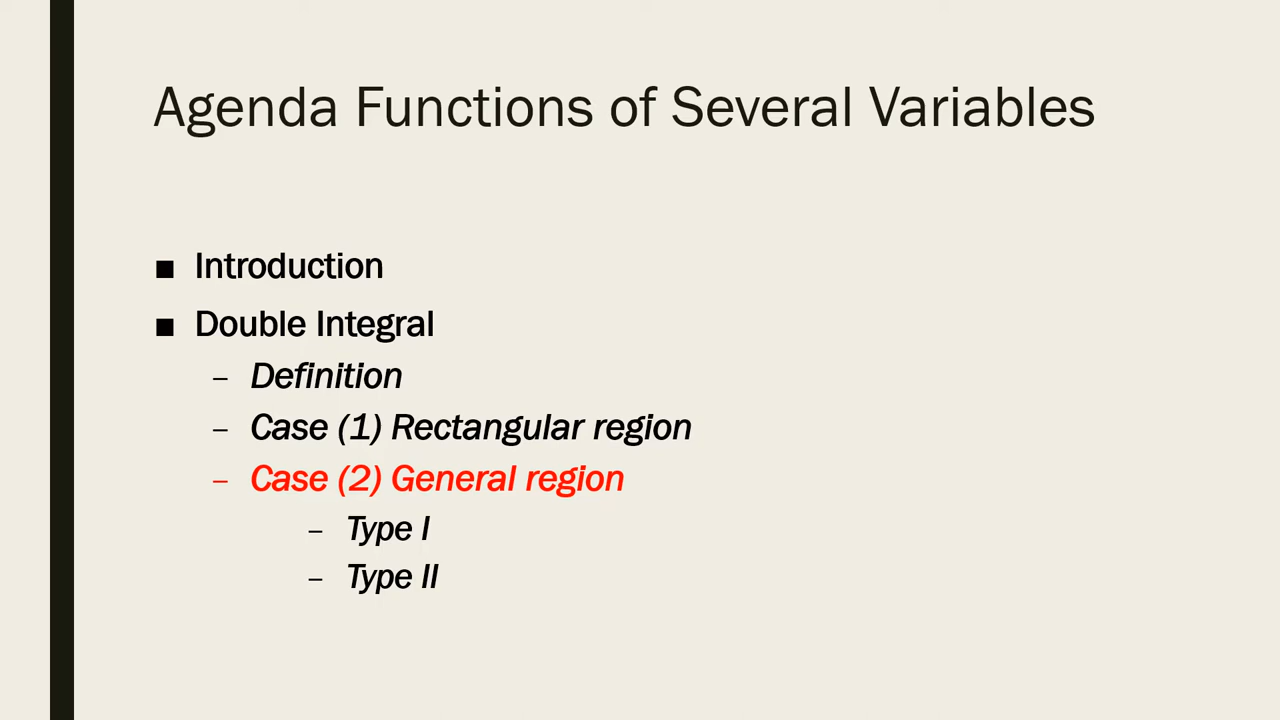 Agenda Functions of Several Variables
■ Introduction
■ Double Integral
– Definition
– Case (1) Rectangular region
– Case (2) General region
– Type I
– Type II